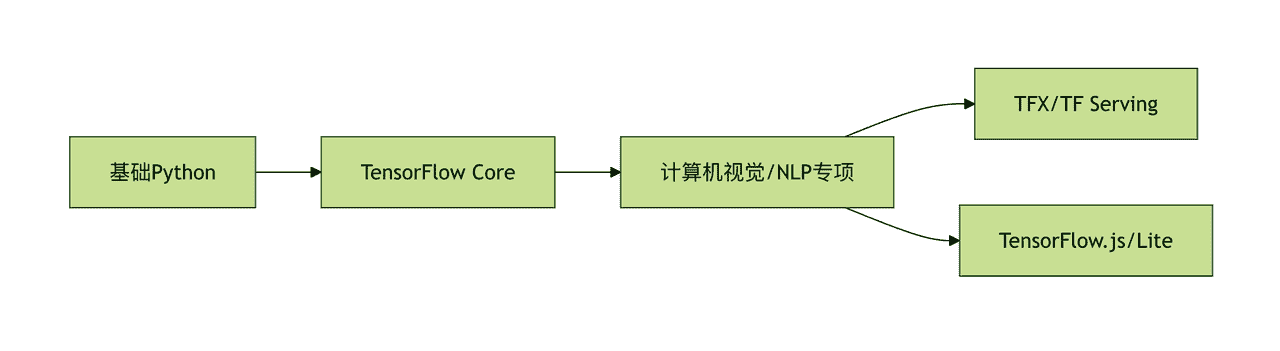 基础Python
TensorFlow Core
计算机视觉/NLP专项
TFX/TF Serving
TensorFlow.js/Lite